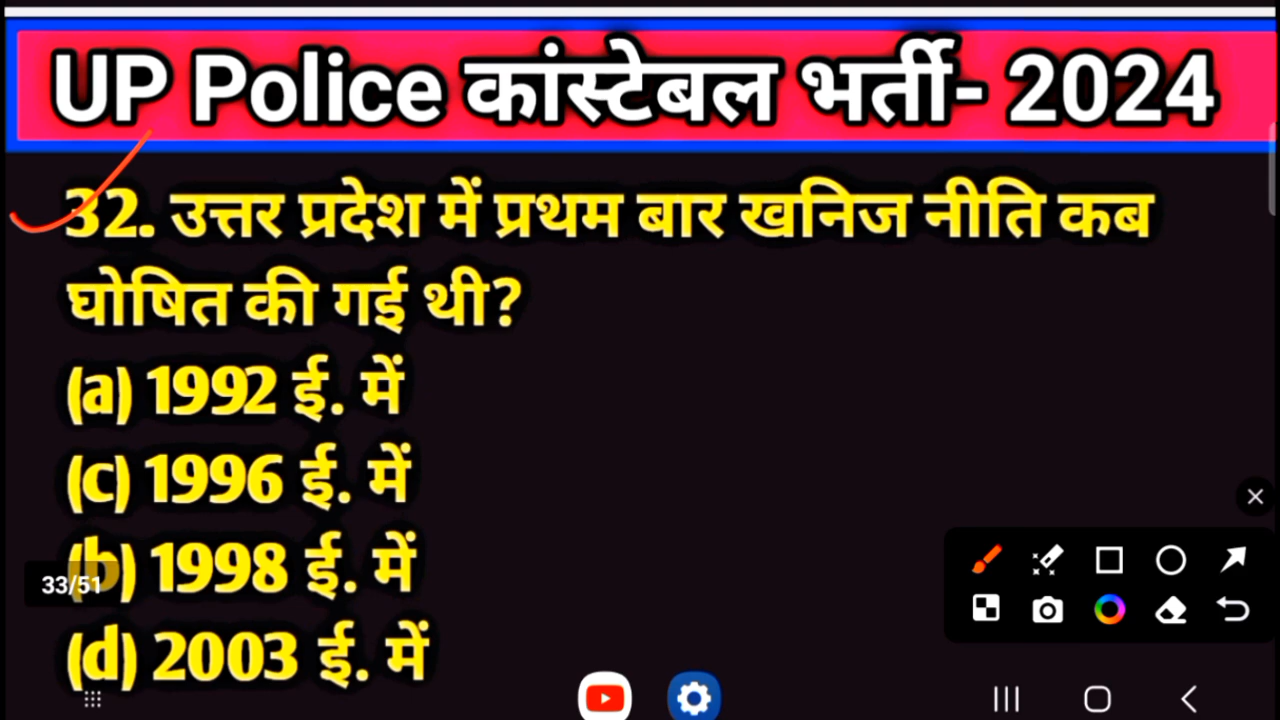 UP Police कांस्टेबल भर्ती- 2024
32. उत्तर प्रदेश में प्रथम बार खनिज नीति कब
घोषित की गई थी?
(a) 1992 ई. में
(c) 1996 ई. में
(b) 1998 ई. में
33/51
(d) 2003 ई. में